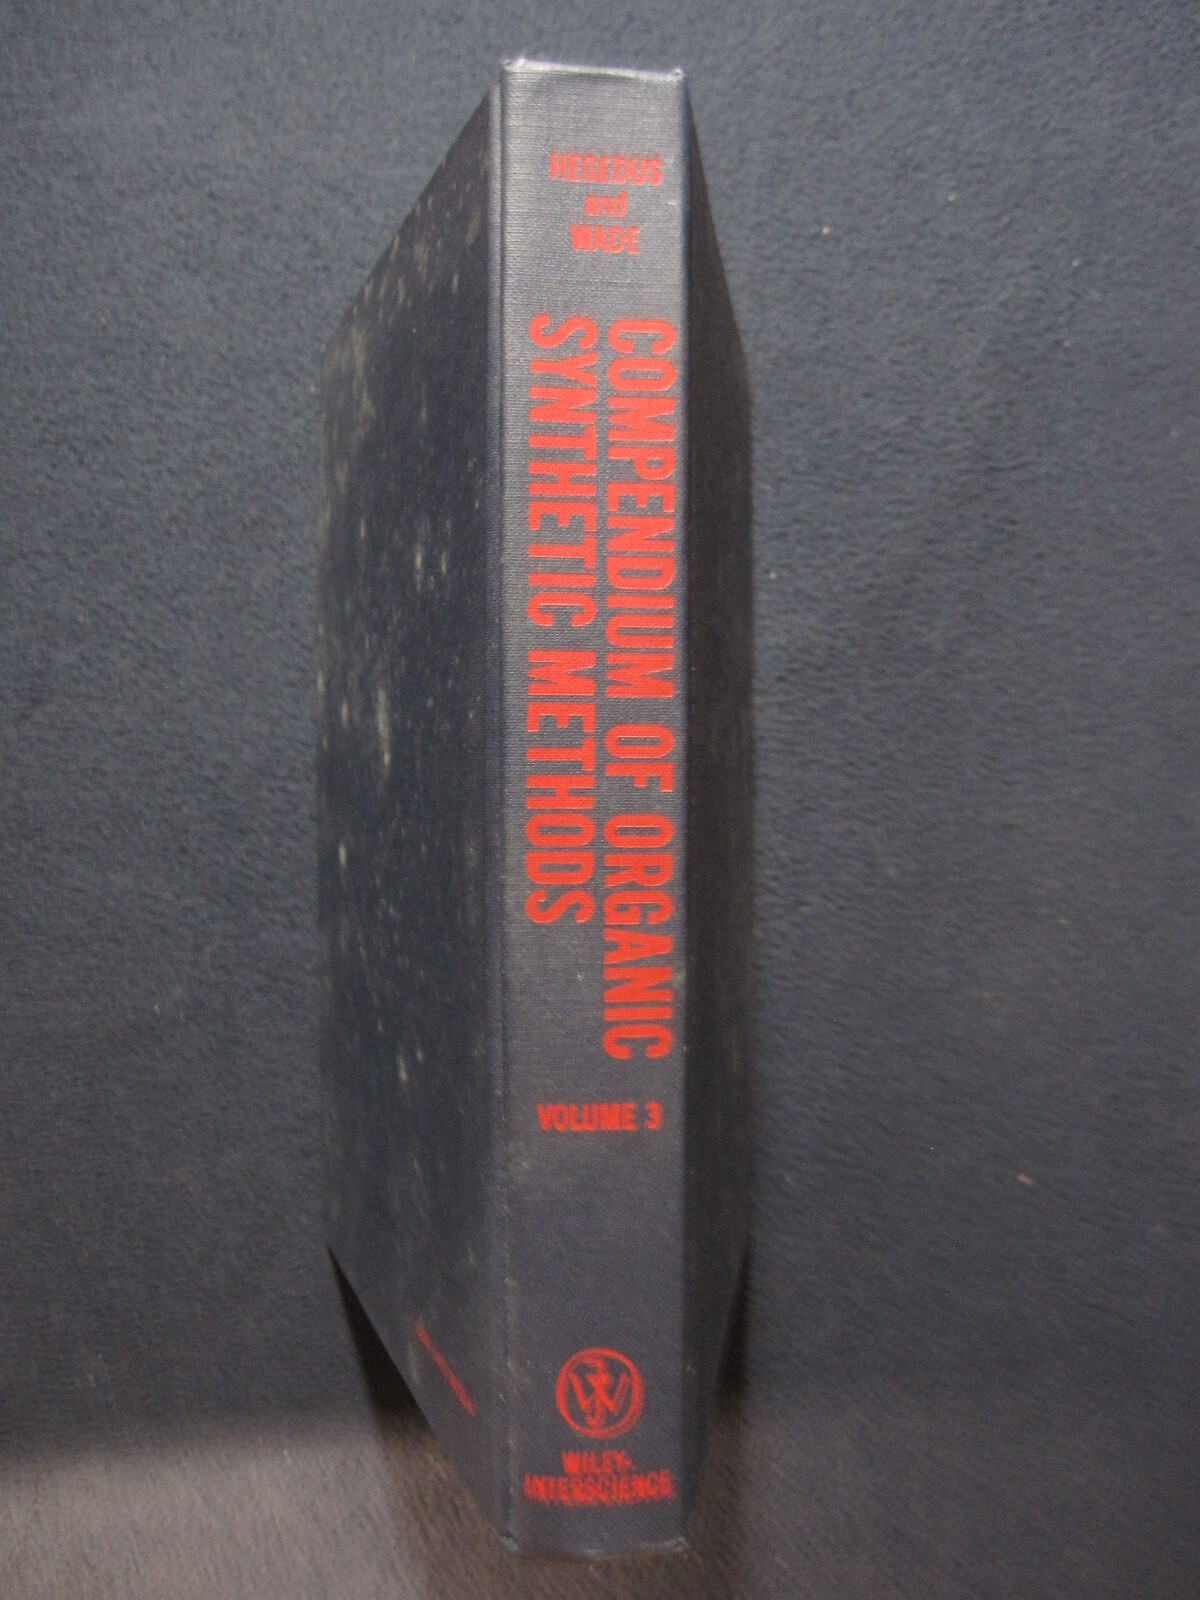 HEGEDUS
and
WADE
COMPENDIUM OF ORGANIC
SYNTHETIC METHODS
VOLUME 3
WILEY-
INTERSCIENCE